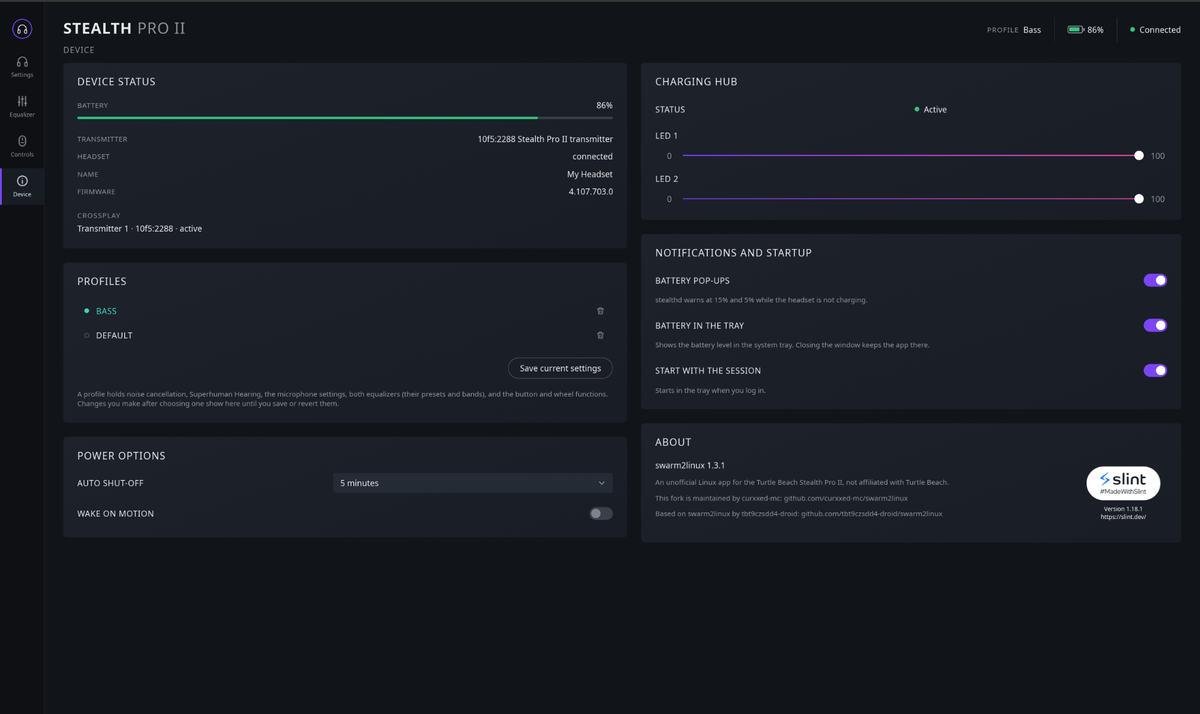 STEALTH PRO II
DEVICE
PROFILE Bass
86%
Connected
Settings
Equalizer
Controls
Device
DEVICE STATUS
BATTERY 86%
TRANSMITTER 10f5:2288 Stealth Pro II transmitter
HEADSET connected
NAME My Headset
FIRMWARE 4.107.703.0
CROSSPLAY
Transmitter 1 · 10f5:2288 · active
PROFILES
BASS
DEFAULT
Save current settings
A profile holds noise cancellation, Superhuman Hearing, the microphone settings, both equalizers (their presets and bands), and the button and wheel functions.
Changes you make after choosing one show here until you save or revert them.
POWER OPTIONS
AUTO SHUT-OFF 5 minutes
WAKE ON MOTION
CHARGING HUB
STATUS Active
LED 1
0 100
LED 2
0 100
NOTIFICATIONS AND STARTUP
BATTERY POP-UPS
stealthd warns at 15% and 5% while the headset is not charging.
BATTERY IN THE TRAY
Shows the battery level in the system tray. Closing the window keeps the app there.
START WITH THE SESSION
Starts in the tray when you log in.
ABOUT
swarm2linux 1.3.1
An unofficial Linux app for the Turtle Beach Stealth Pro II, not affiliated with Turtle Beach.
This fork is maintained by curxxed-mc: github.com/curxxed-mc/swarm2linux
Based on swarm2linux by tbt9czsdd4-droid: github.com/tbt9czsdd4-droid/swarm2linux
slint
#MadeWithSlint
Version 1.18.1
https://slint.dev/